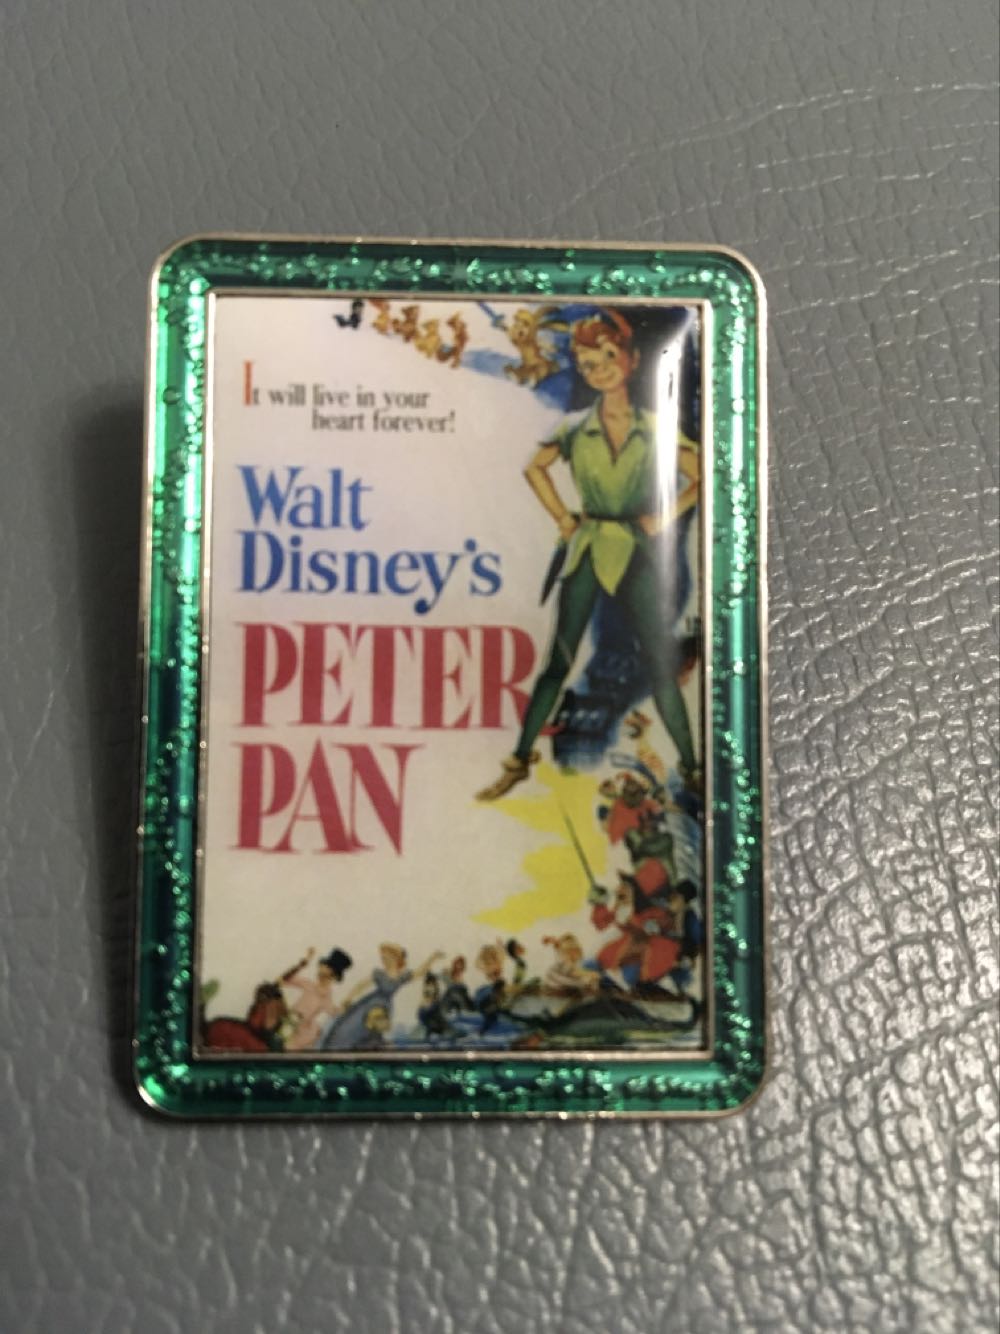 It will live in your
heart forever!
Walt
Disney's
PETER
PAN